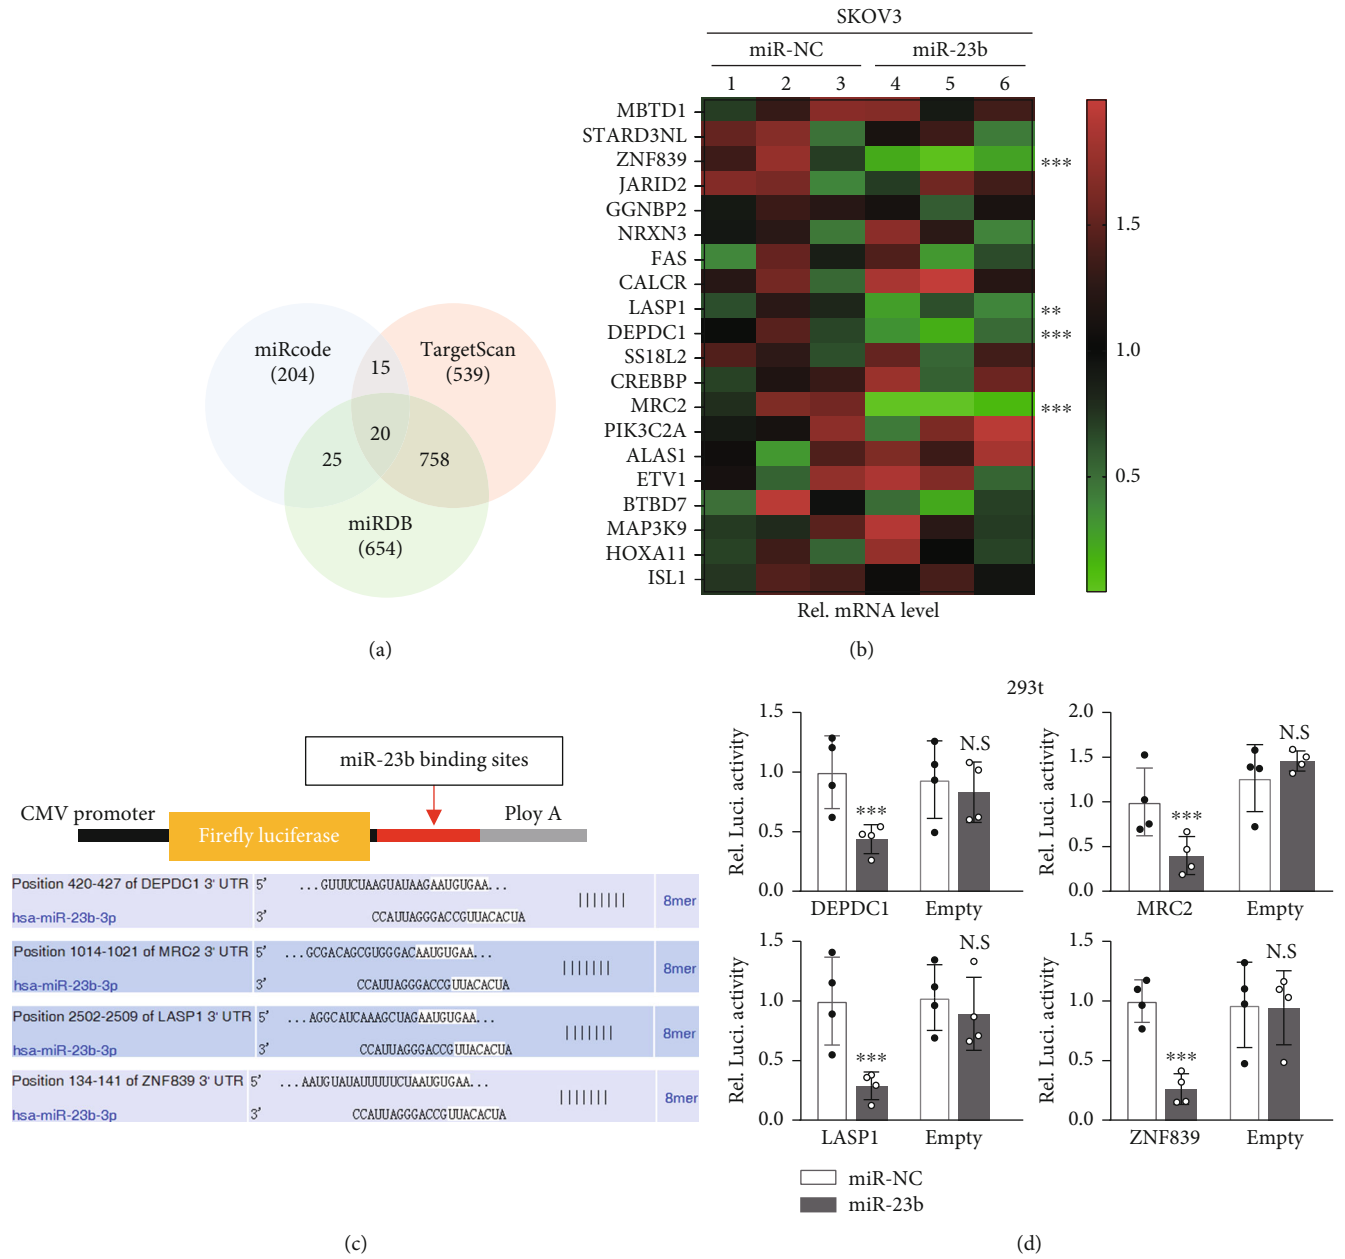 miRcode
(204)
15
TargetScan
(539)
20
25
758
miRDB
(654)
(a)
SKOV3
miR-NC
miR-23b
1 2 3 4 5 6
MBTD1
STARD3NL
ZNF839 ***
JARID2
GGNBP2
NRXN3
FAS
CALCR
LASP1 **
DEPDC1 ***
SS18L2
CREBBP
MRC2 ***
PIK3C2A
ALAS1
ETV1
BTBD7
MAP3K9
HOXA11
ISL1
Rel. mRNA level
1.5
1.0
0.5
(b)
miR-23b binding sites
CMV promoter
Firefly luciferase
Ploy A
Position 420-427 of DEPDC1 3' UTR 5' ...GUUUCUAAGUAUAAGAAUGUGAA...
hsa-miR-23b-3p 3' CCAUUAGGGACCGUUACACUA
8mer
Position 1014-1021 of MRC2 3' UTR 5' ...GCGACAGCGUGGGACAAUGUGAA...
hsa-miR-23b-3p 3' CCAUUAGGGACCGUUACACUA
8mer
Position 2502-2509 of LASP1 3' UTR 5' ...AGGCAUCAAAGCUAGAAUGUGAA...
hsa-miR-23b-3p 3' CCAUUAGGGACCGUUACACUA
8mer
Position 134-141 of ZNF839 3' UTR 5' ...AAUGUAUAUUUUUCUAAUGUGAA...
hsa-miR-23b-3p 3' CCAUUAGGGACCGUUACACUA
8mer
(c)
293t
Rel. Luci. activity
1.5
1.0
0.5
0.0
***
N.S
DEPDC1
Empty
Rel. Luci. activity
2.0
1.5
1.0
0.5
0.0
***
N.S
MRC2
Empty
Rel. Luci. activity
1.5
1.0
0.5
0.0
***
N.S
LASP1
Empty
Rel. Luci. activity
1.5
1.0
0.5
0.0
***
N.S
ZNF839
Empty
miR-NC
miR-23b
(d)